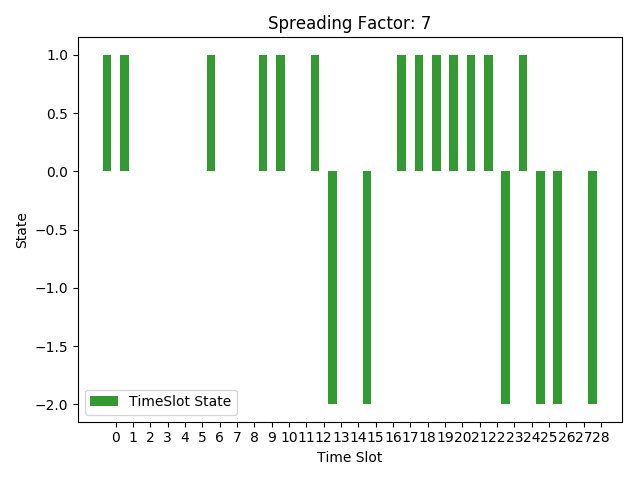 Spreading Factor: 7
1.0
0.5
0.0
−0.5
−1.0
−1.5
−2.0
State
TimeSlot State
0 1 2 3 4 5 6 7 8 9 10 11 12 13 14 15 16 17 18 19 20 21 22 23 24 25 26 27 28
Time Slot